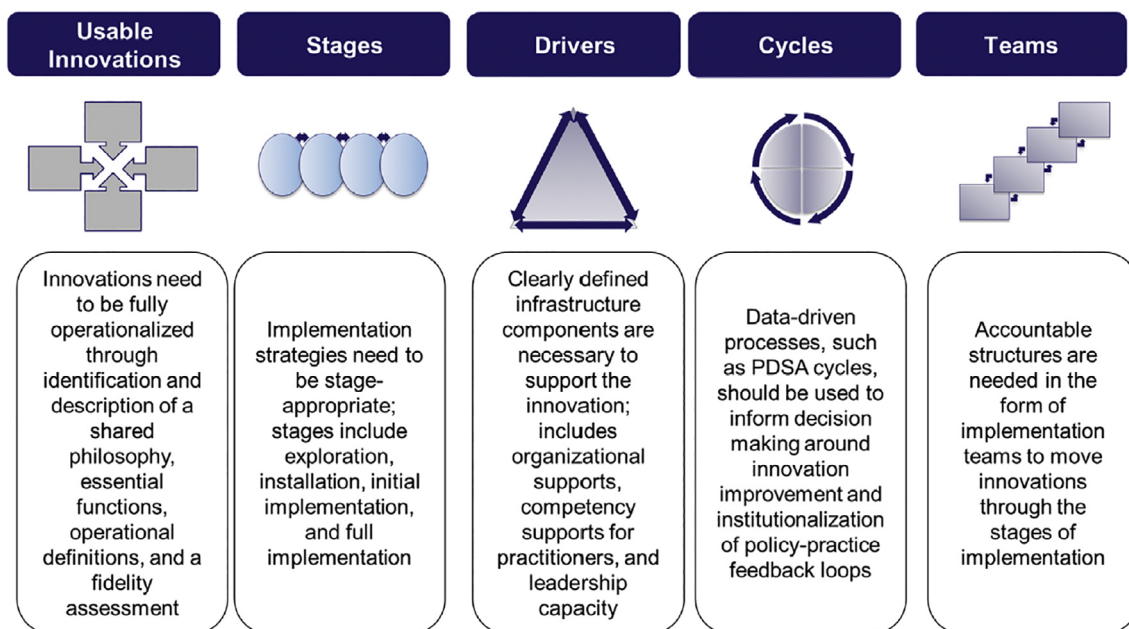 Usable
Innovations
Stages
Drivers
Cycles
Teams
Innovations need
to be fully
operationalized
through
identification and
description of a
shared
philosophy,
essential
functions,
operational
definitions, and a
fidelity
assessment
Implementation
strategies need to
be stage-
appropriate;
stages include
exploration,
installation, initial
implementation,
and full
implementation
Clearly defined
infrastructure
components are
necessary to
support the
innovation;
includes
organizational
supports,
competency
supports for
practitioners, and
leadership
capacity
Data-driven
processes, such
as PDSA cycles,
should be used to
inform decision
making around
innovation
improvement and
institutionalization
of policy-practice
feedback loops
Accountable
structures are
needed in the
form of
implementation
teams to move
innovations
through the
stages of
implementation